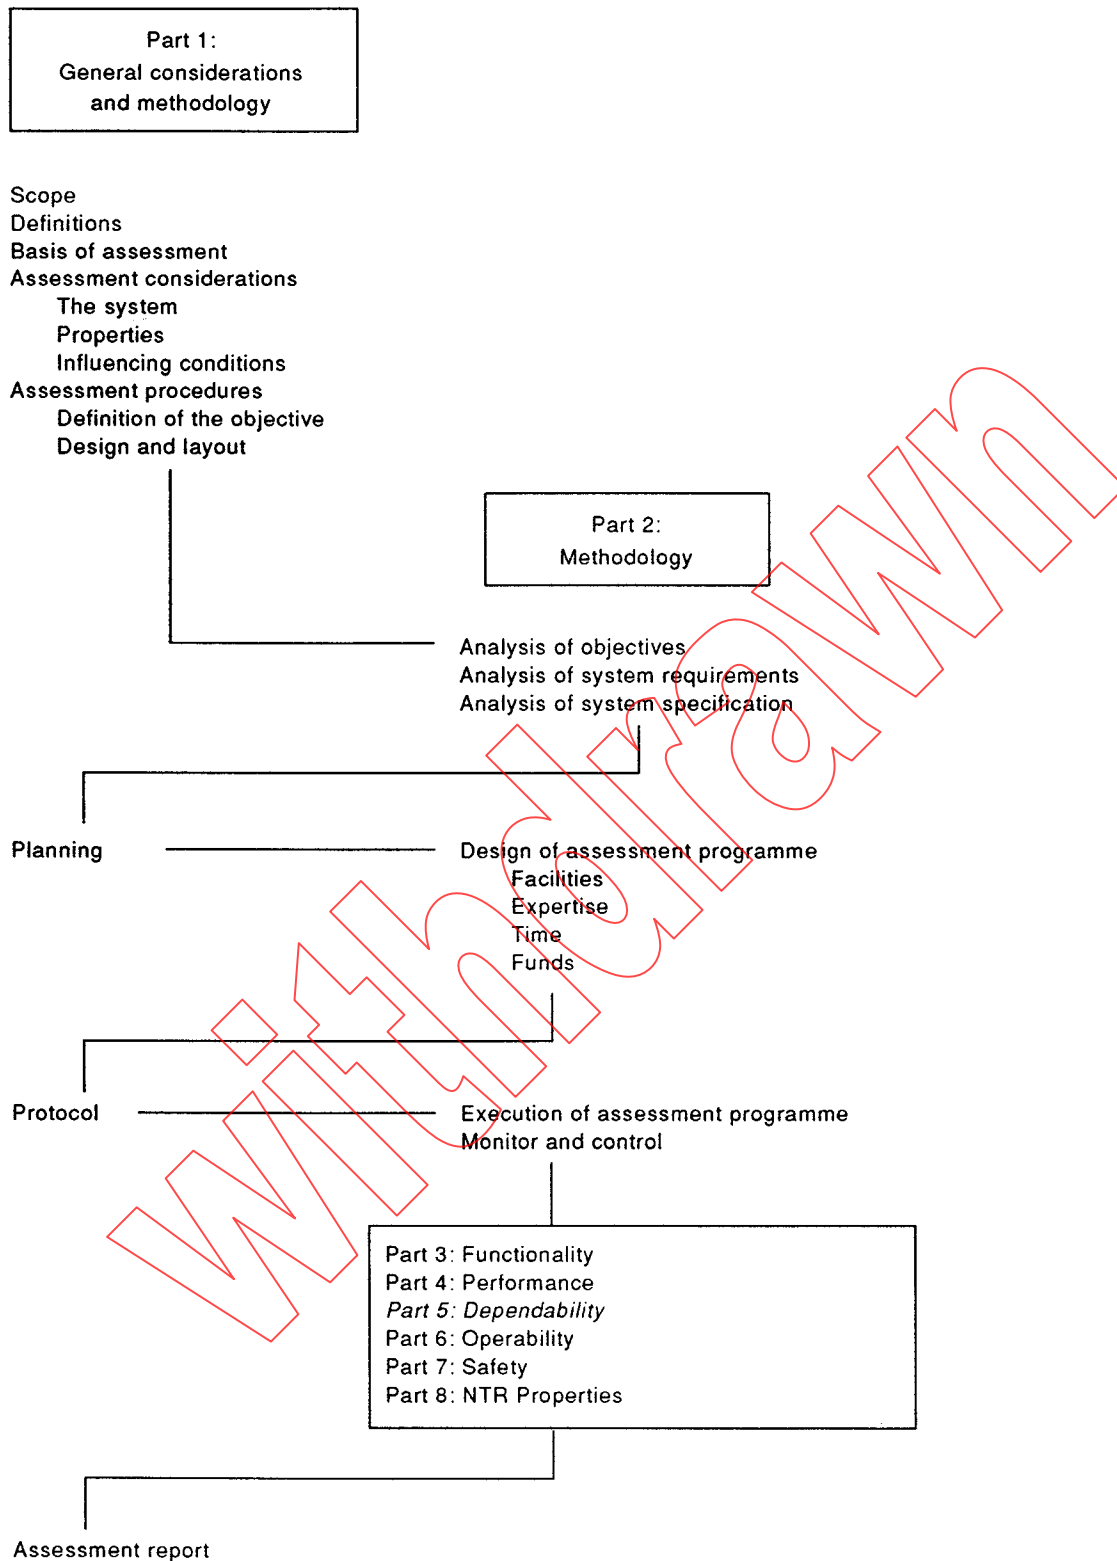 Part 1:
General considerations
and methodology
Scope
Definitions
Basis of assessment
Assessment considerations
The system
Properties
Influencing conditions
Assessment procedures
Definition of the objective
Design and layout
Part 2:
Methodology
Analysis of objectives
Analysis of system requirements
Analysis of system specification
Planning
Design of assessment programme
Facilities
Expertise
Time
Funds
Protocol
Execution of assessment programme
Monitor and control
Part 3: Functionality
Part 4: Performance
Part 5: Dependability
Part 6: Operability
Part 7: Safety
Part 8: NTR Properties
Assessment report
withdrawn